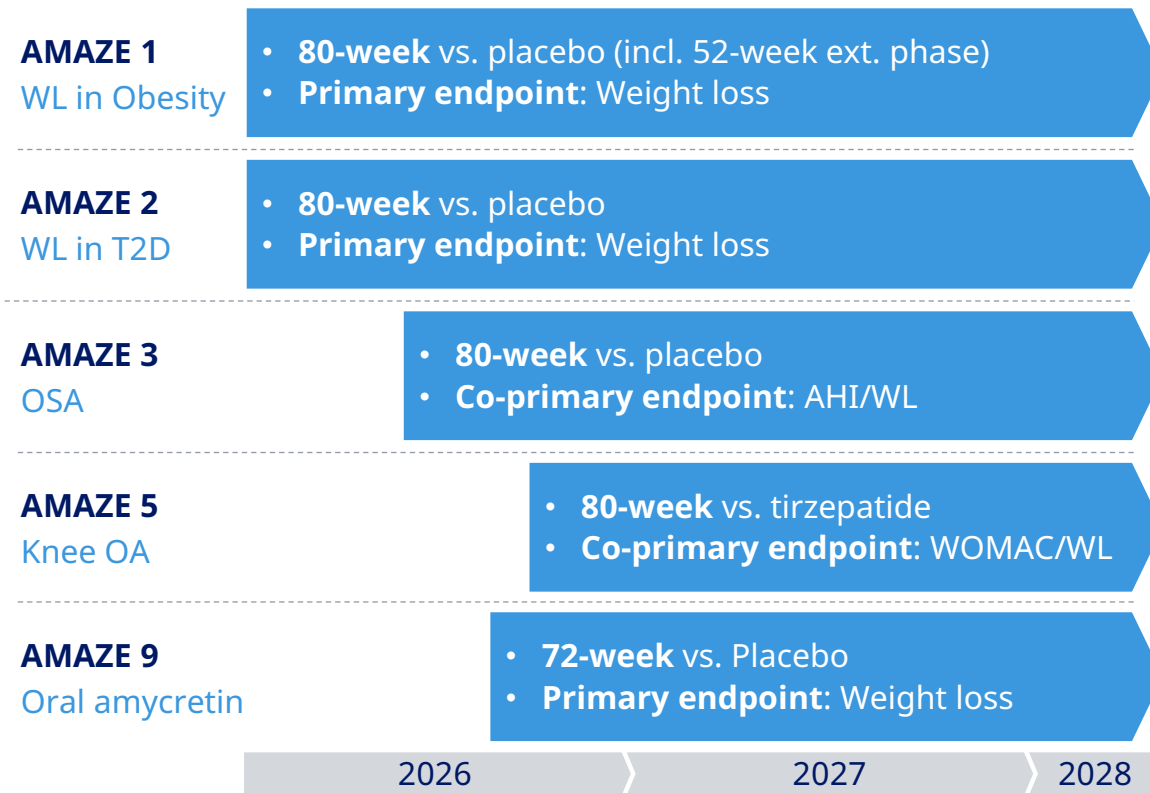 AMAZE 1
WL in Obesity
• 80-week vs. placebo (incl. 52-week ext. phase)
• Primary endpoint: Weight loss
AMAZE 2
WL in T2D
• 80-week vs. placebo
• Primary endpoint: Weight loss
AMAZE 3
OSA
• 80-week vs. placebo
• Co-primary endpoint: AHI/WL
AMAZE 5
Knee OA
• 80-week vs. tirzepatide
• Co-primary endpoint: WOMAC/WL
AMAZE 9
Oral amycretin
• 72-week vs. Placebo
• Primary endpoint: Weight loss
2026 2027 2028